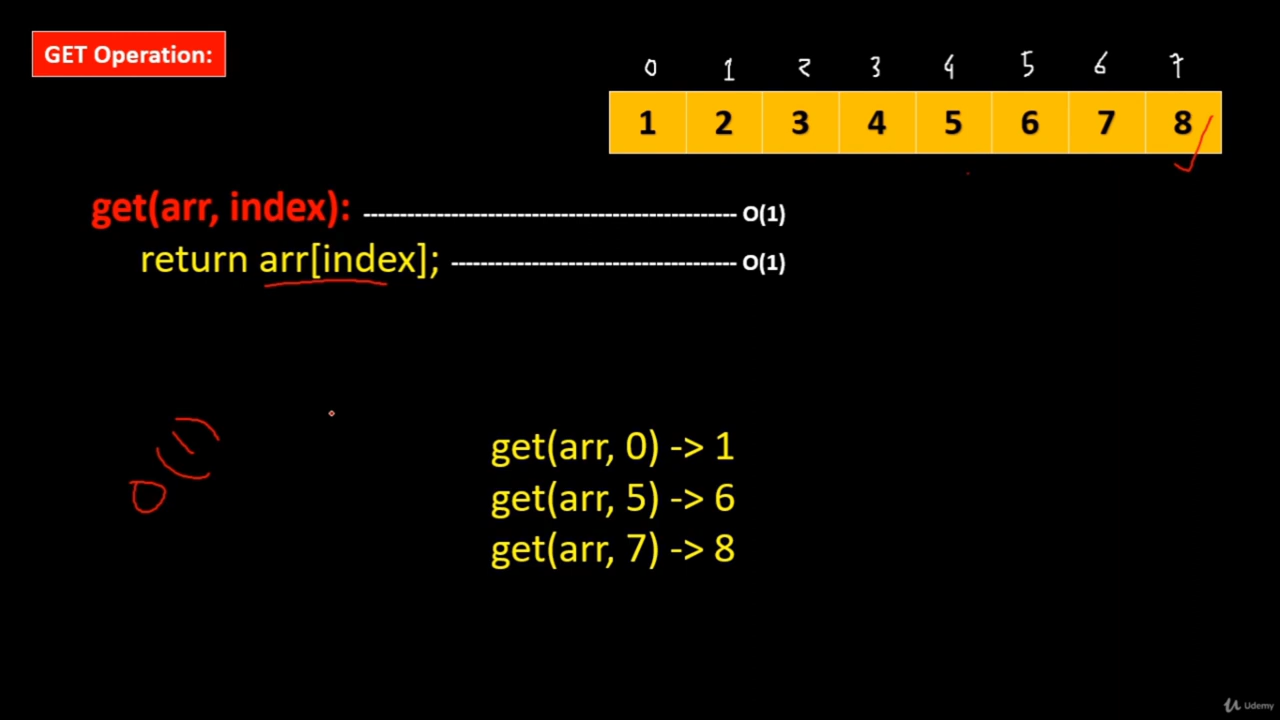 GET Operation:
0 1 2 3 4 5 6 7
1 2 3 4 5 6 7 8
get(arr, index): -------------------------------------------------- O(1)
return arr[index]; --------------------------------------- O(1)
O(1)
get(arr, 0) -> 1
get(arr, 5) -> 6
get(arr, 7) -> 8
Udemy